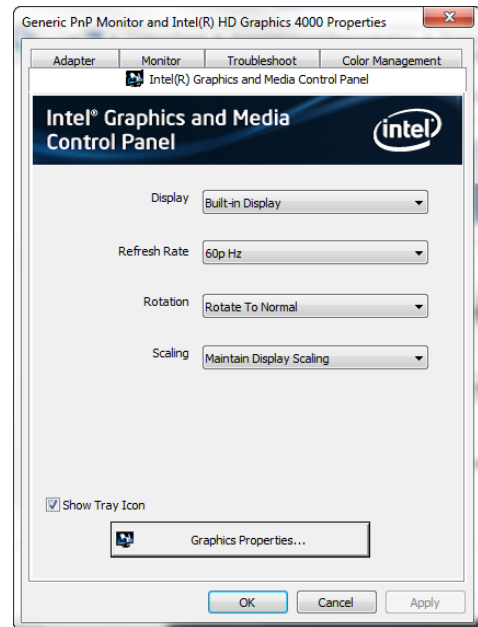 Generic PnP Monitor and Intel(R) HD Graphics 4000 Properties
Adapter Monitor Troubleshoot Color Management
Intel(R) Graphics and Media Control Panel
Intel® Graphics and Media
Control Panel
intel
Display Built-in Display
Refresh Rate 60p Hz
Rotation Rotate To Normal
Scaling Maintain Display Scaling
Show Tray Icon
Graphics Properties...
OK Cancel Apply